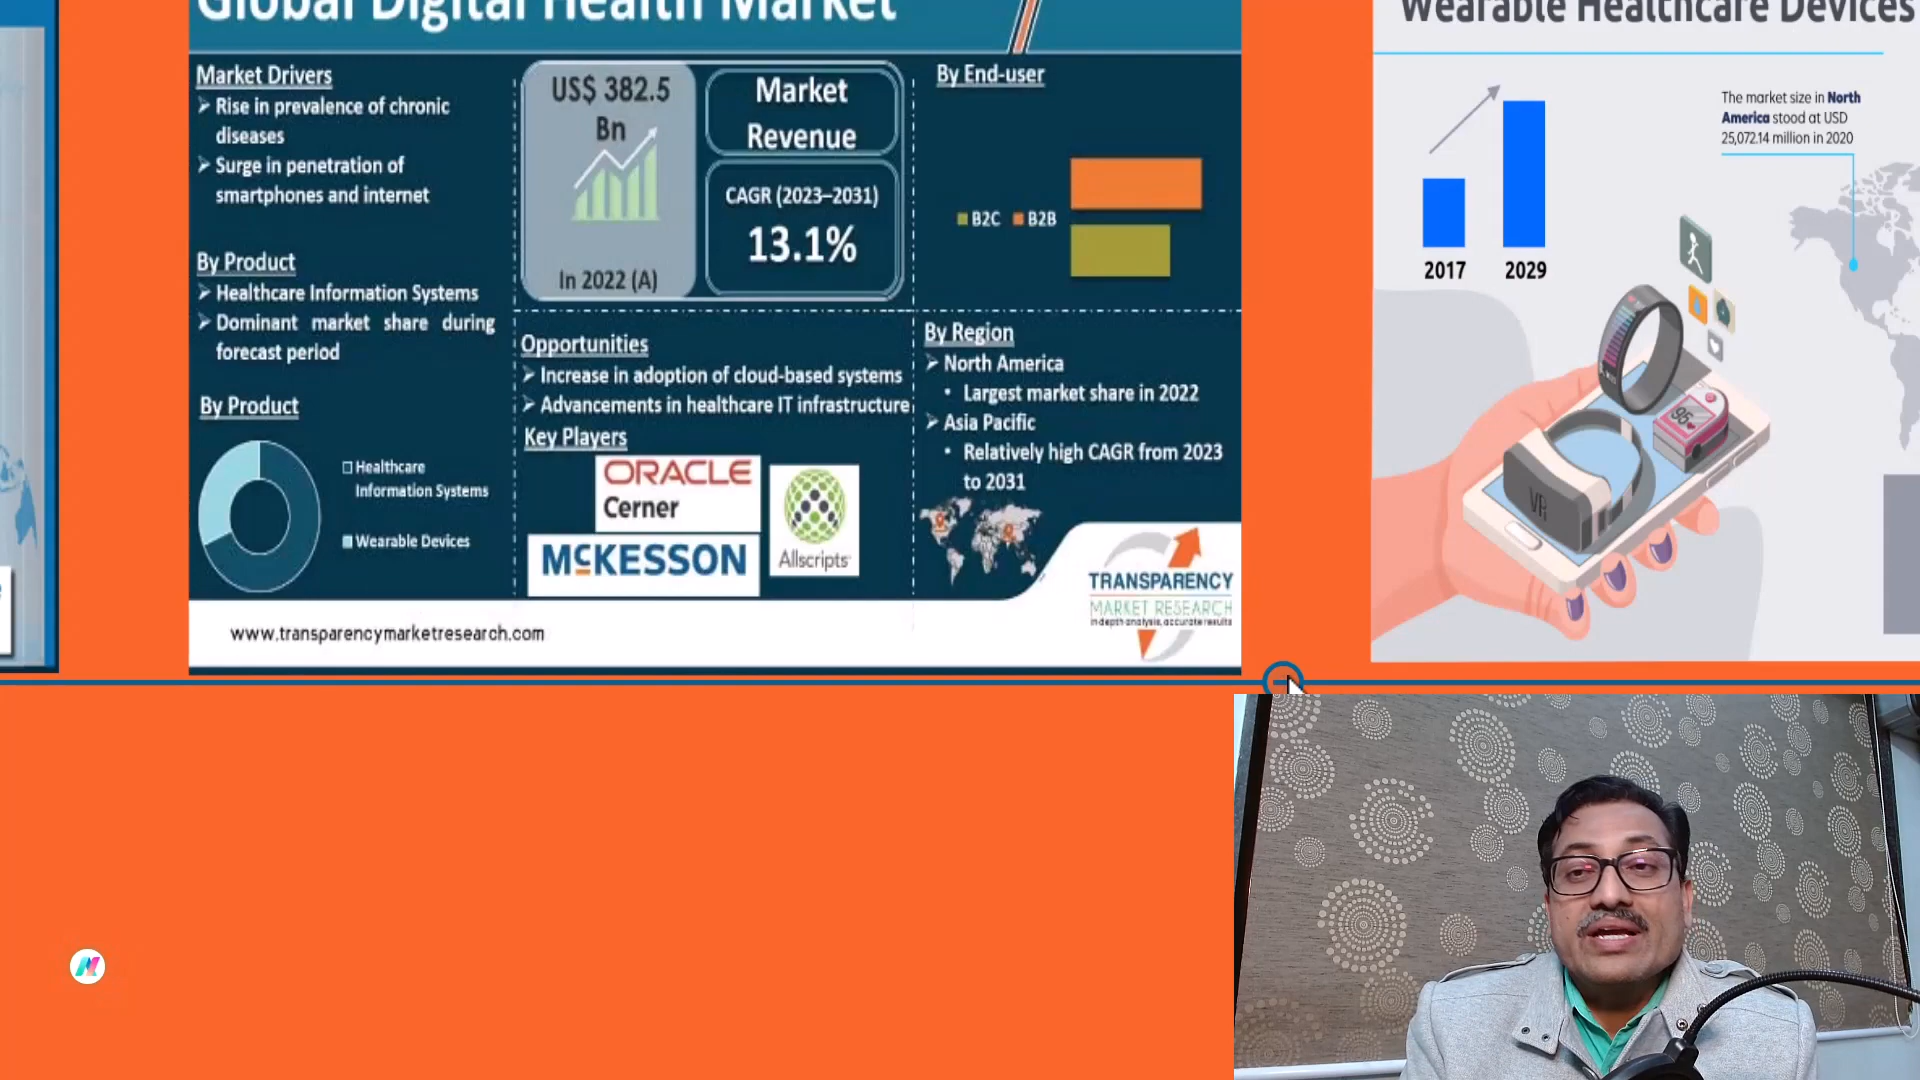 Global Digital Health Market
Market Drivers
➢ Rise in prevalence of chronic
diseases
➢ Surge in penetration of
smartphones and internet
By Product
➢ Healthcare Information Systems
➢ Dominant market share during
forecast period
By Product
Healthcare
Information Systems
Wearable Devices
US$ 382.5
Bn
In 2022 (A)
Market
Revenue
CAGR (2023–2031)
13.1%
Opportunities
➢ Increase in adoption of cloud-based systems
➢ Advancements in healthcare IT infrastructure
Key Players
ORACLE
Cerner
MCKESSON
Allscripts
By End-user
B2C B2B
By Region
➢ North America
• Largest market share in 2022
➢ Asia Pacific
• Relatively high CAGR from 2023
to 2031
TRANSPARENCY
MARKET RESEARCH
In-depth analysis, accurate results
www.transparencymarketresearch.com
Wearable Healthcare Devices
The market size in North
America stood at USD
25,072.14 million in 2020
2017 2029
95
VR